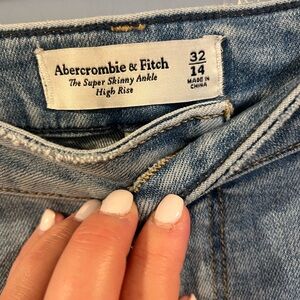 Abercrombie & Fitch
The Super Skinny Ankle
High Rise
32
14
MADE IN
CHINA